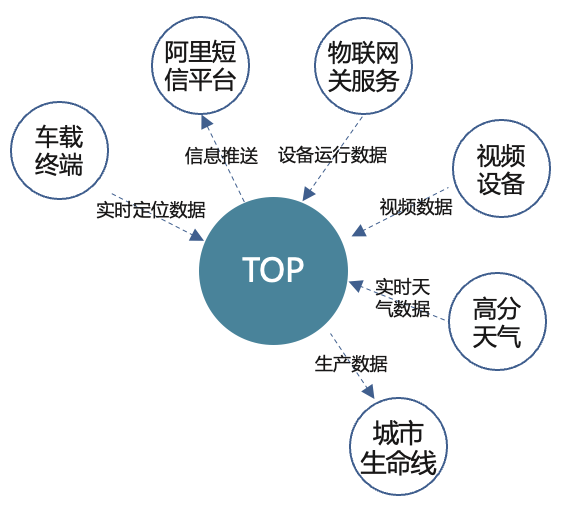 阿里短
信平台
物联网
关服务
车载
终端
视频
设备
信息推送
设备运行数据
实时定位数据
视频数据
TOP
实时天
气数据
高分
天气
生产数据
城市
生命线